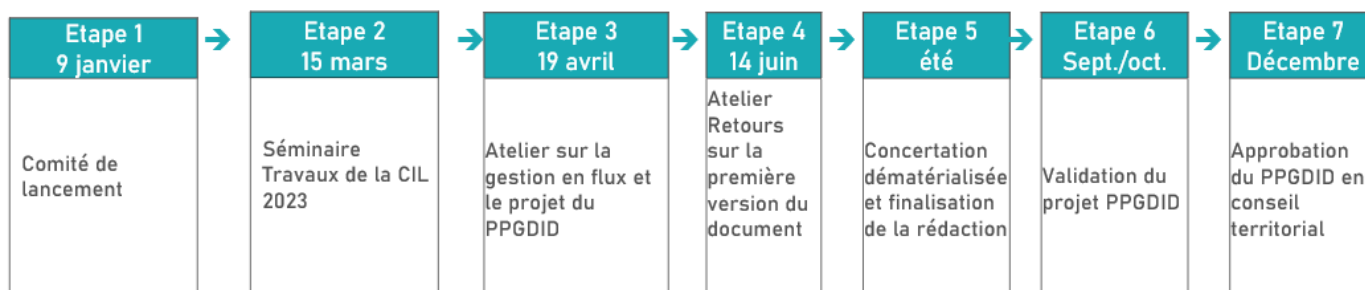 Etape 1
9 janvier
Comité de
lancement
Etape 2
15 mars
Séminaire
Travaux de la CIL
2023
Etape 3
19 avril
Atelier sur la
gestion en flux et
le projet du
PPGDID
Etape 4
14 juin
Atelier
Retours
sur la
première
version du
document
Etape 5
été
Concertation
dématérialisée
et finalisation
de la rédaction
Etape 6
Sept./oct.
Validation du
projet PPGDID
Etape 7
Décembre
Approbation
du PPGDID en
conseil
territorial